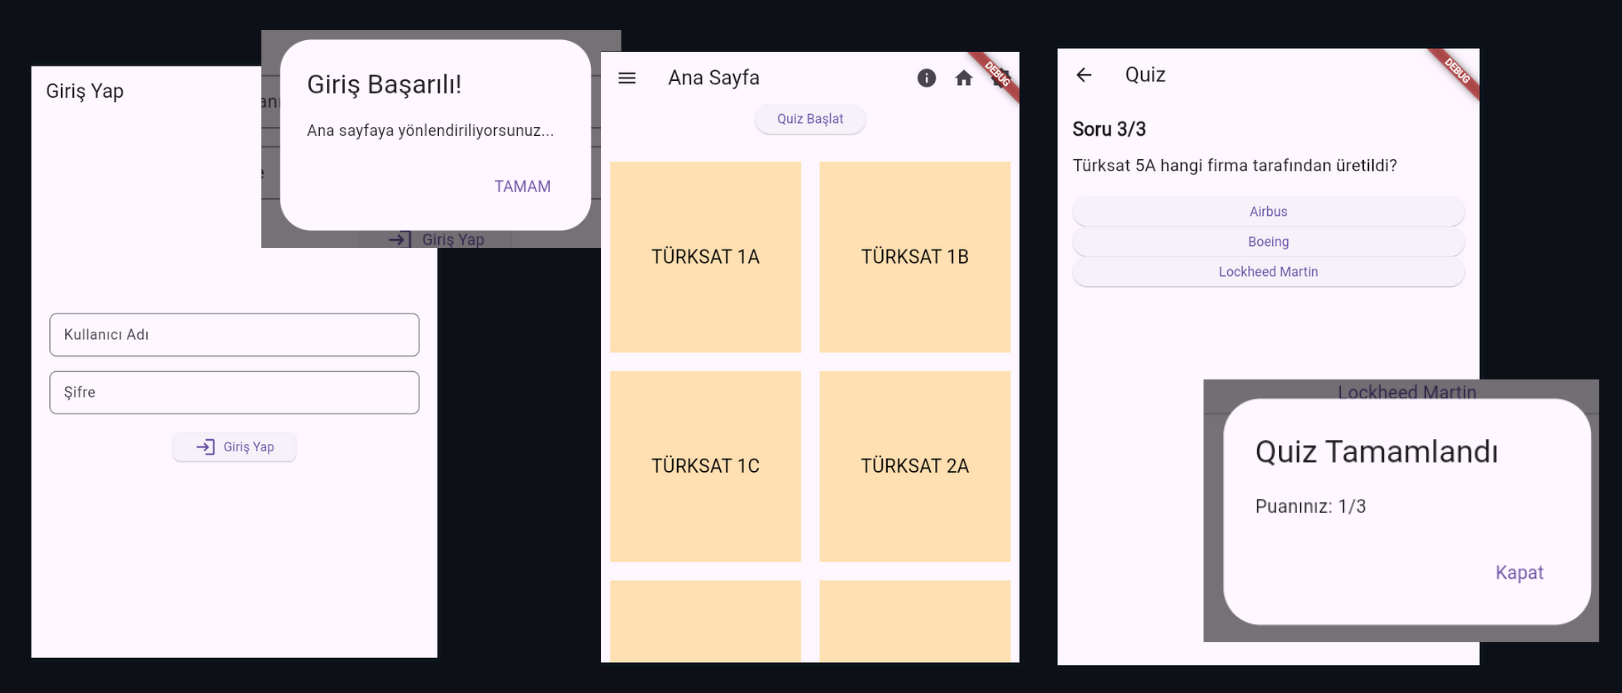 Giriş Yap
Kullanıcı Adı
Şifre
Giriş Yap
Giriş Başarılı!
Ana sayfaya yönlendiriliyorsunuz...
TAMAM
Giriş Yap
Ana Sayfa
DEBUG
Quiz Başlat
TÜRKSAT 1A
TÜRKSAT 1B
TÜRKSAT 1C
TÜRKSAT 2A
Quiz
DEBUG
Soru 3/3
Türksat 5A hangi firma tarafından üretildi?
Airbus
Boeing
Lockheed Martin
Lockheed Martin
Quiz Tamamlandı
Puanınız: 1/3
Kapat